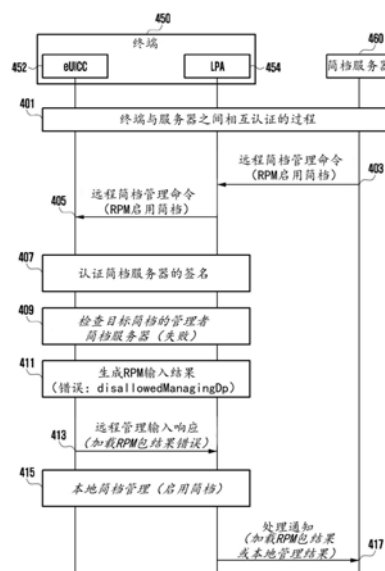 450
终端
460
452
eUICC
LPA
454
简档服务器
401
终端与服务器之间相互认证的过程
远程简档管理命令
(RPM启用简档)
403
远程简档管理命令
(RPM启用简档)
405
407
认证简档服务器的签名
409
检查目标简档的管理者
简档服务器(失败)
411
生成RPM输入结果
(错误: disallowedManagingDp)
413
远程管理输入响应
(加载RPM包结果错误)
415
本地简档管理(启用简档)
处理通知
(加载RPM包结果
或本地管理结果)
417